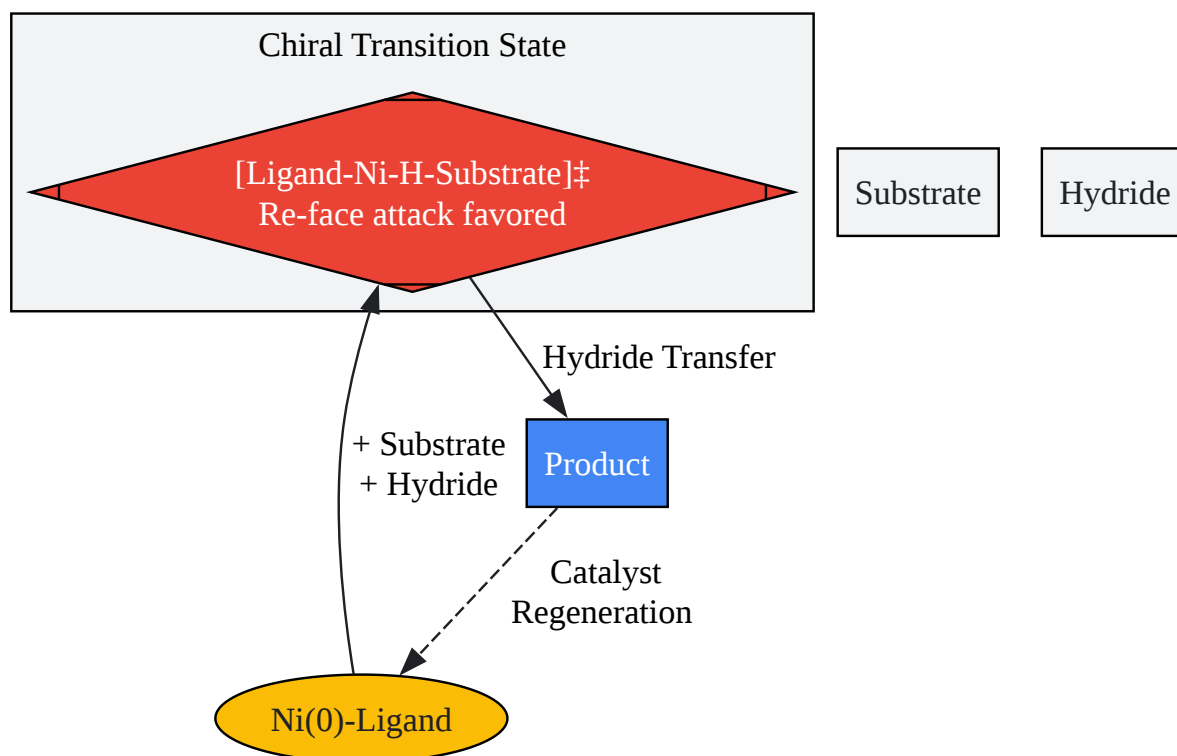 Chiral Transition State
[Ligand-Ni-H-Substrate]‡
Re-face attack favored
Substrate
Hydride
Hydride Transfer
+ Substrate
+ Hydride
Product
Catalyst
Regeneration
Ni(0)-Ligand